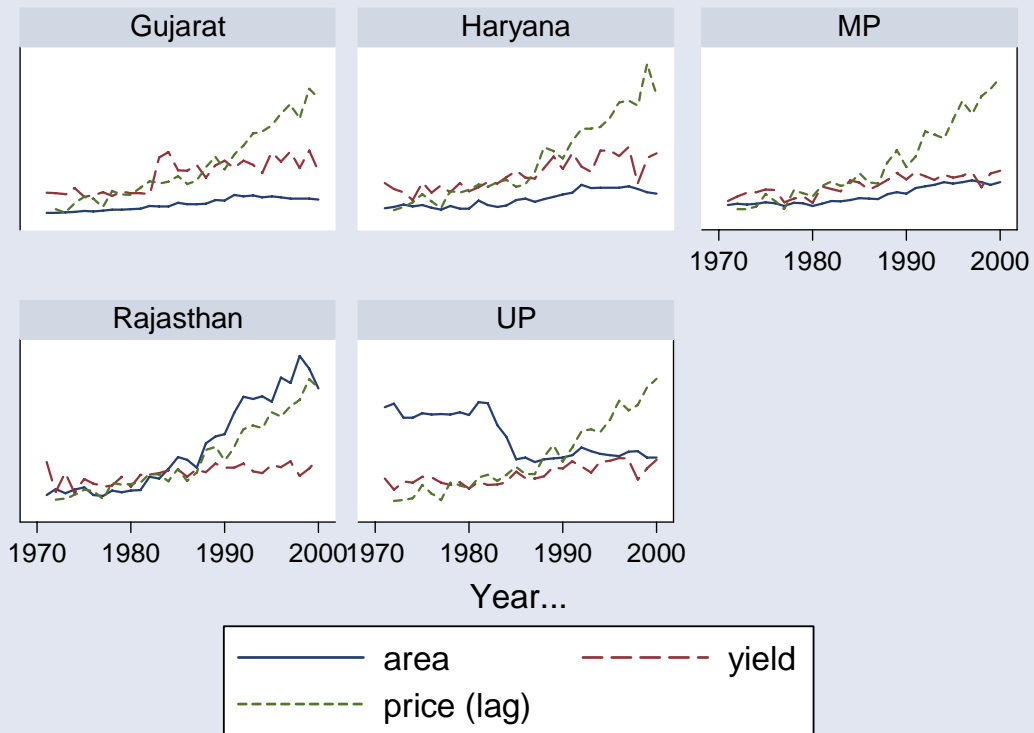 Gujarat Haryana MP
1970 1980 1990 2000
Rajasthan UP
1970 1980 1990 2000 1970 1980 1990 2000
Year...
area yield
price (lag)